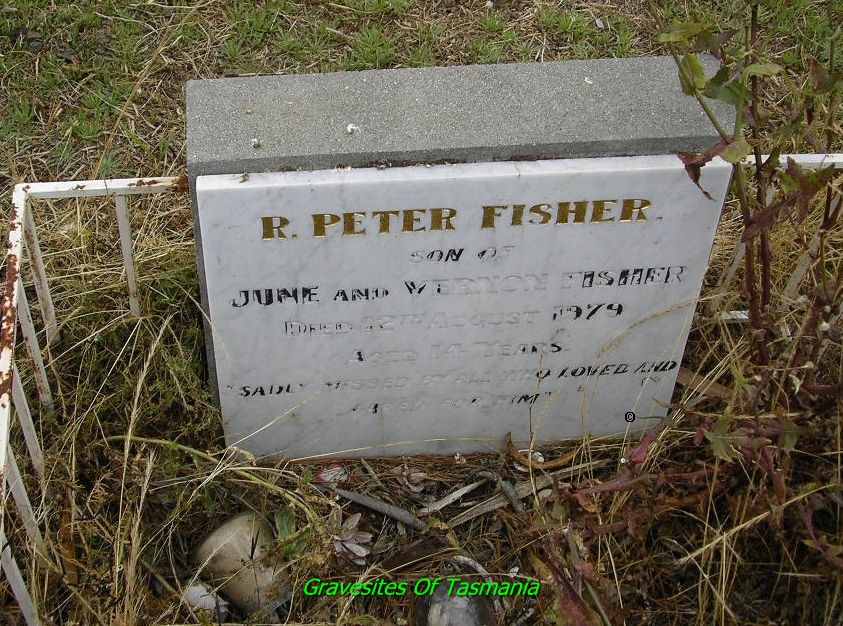 R. PETER FISHER.
SON OF
JUNE AND VERNON FISHER
DIED 12TH AUGUST 1979
AGED 14 YEARS
"SADLY MISSED BY ALL WHO LOVED AND
CARED FOR HIM"
Gravesites Of Tasmania